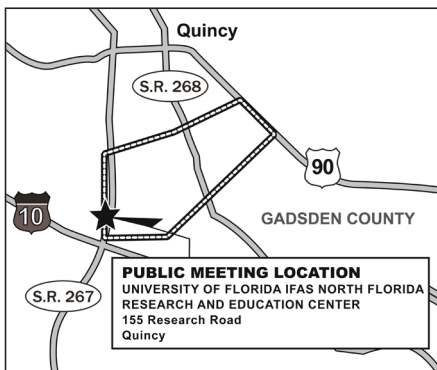 Quincy
S.R. 268
90
10
GADSDEN COUNTY
S.R. 267
PUBLIC MEETING LOCATION
UNIVERSITY OF FLORIDA IFAS NORTH FLORIDA
RESEARCH AND EDUCATION CENTER
155 Research Road
Quincy